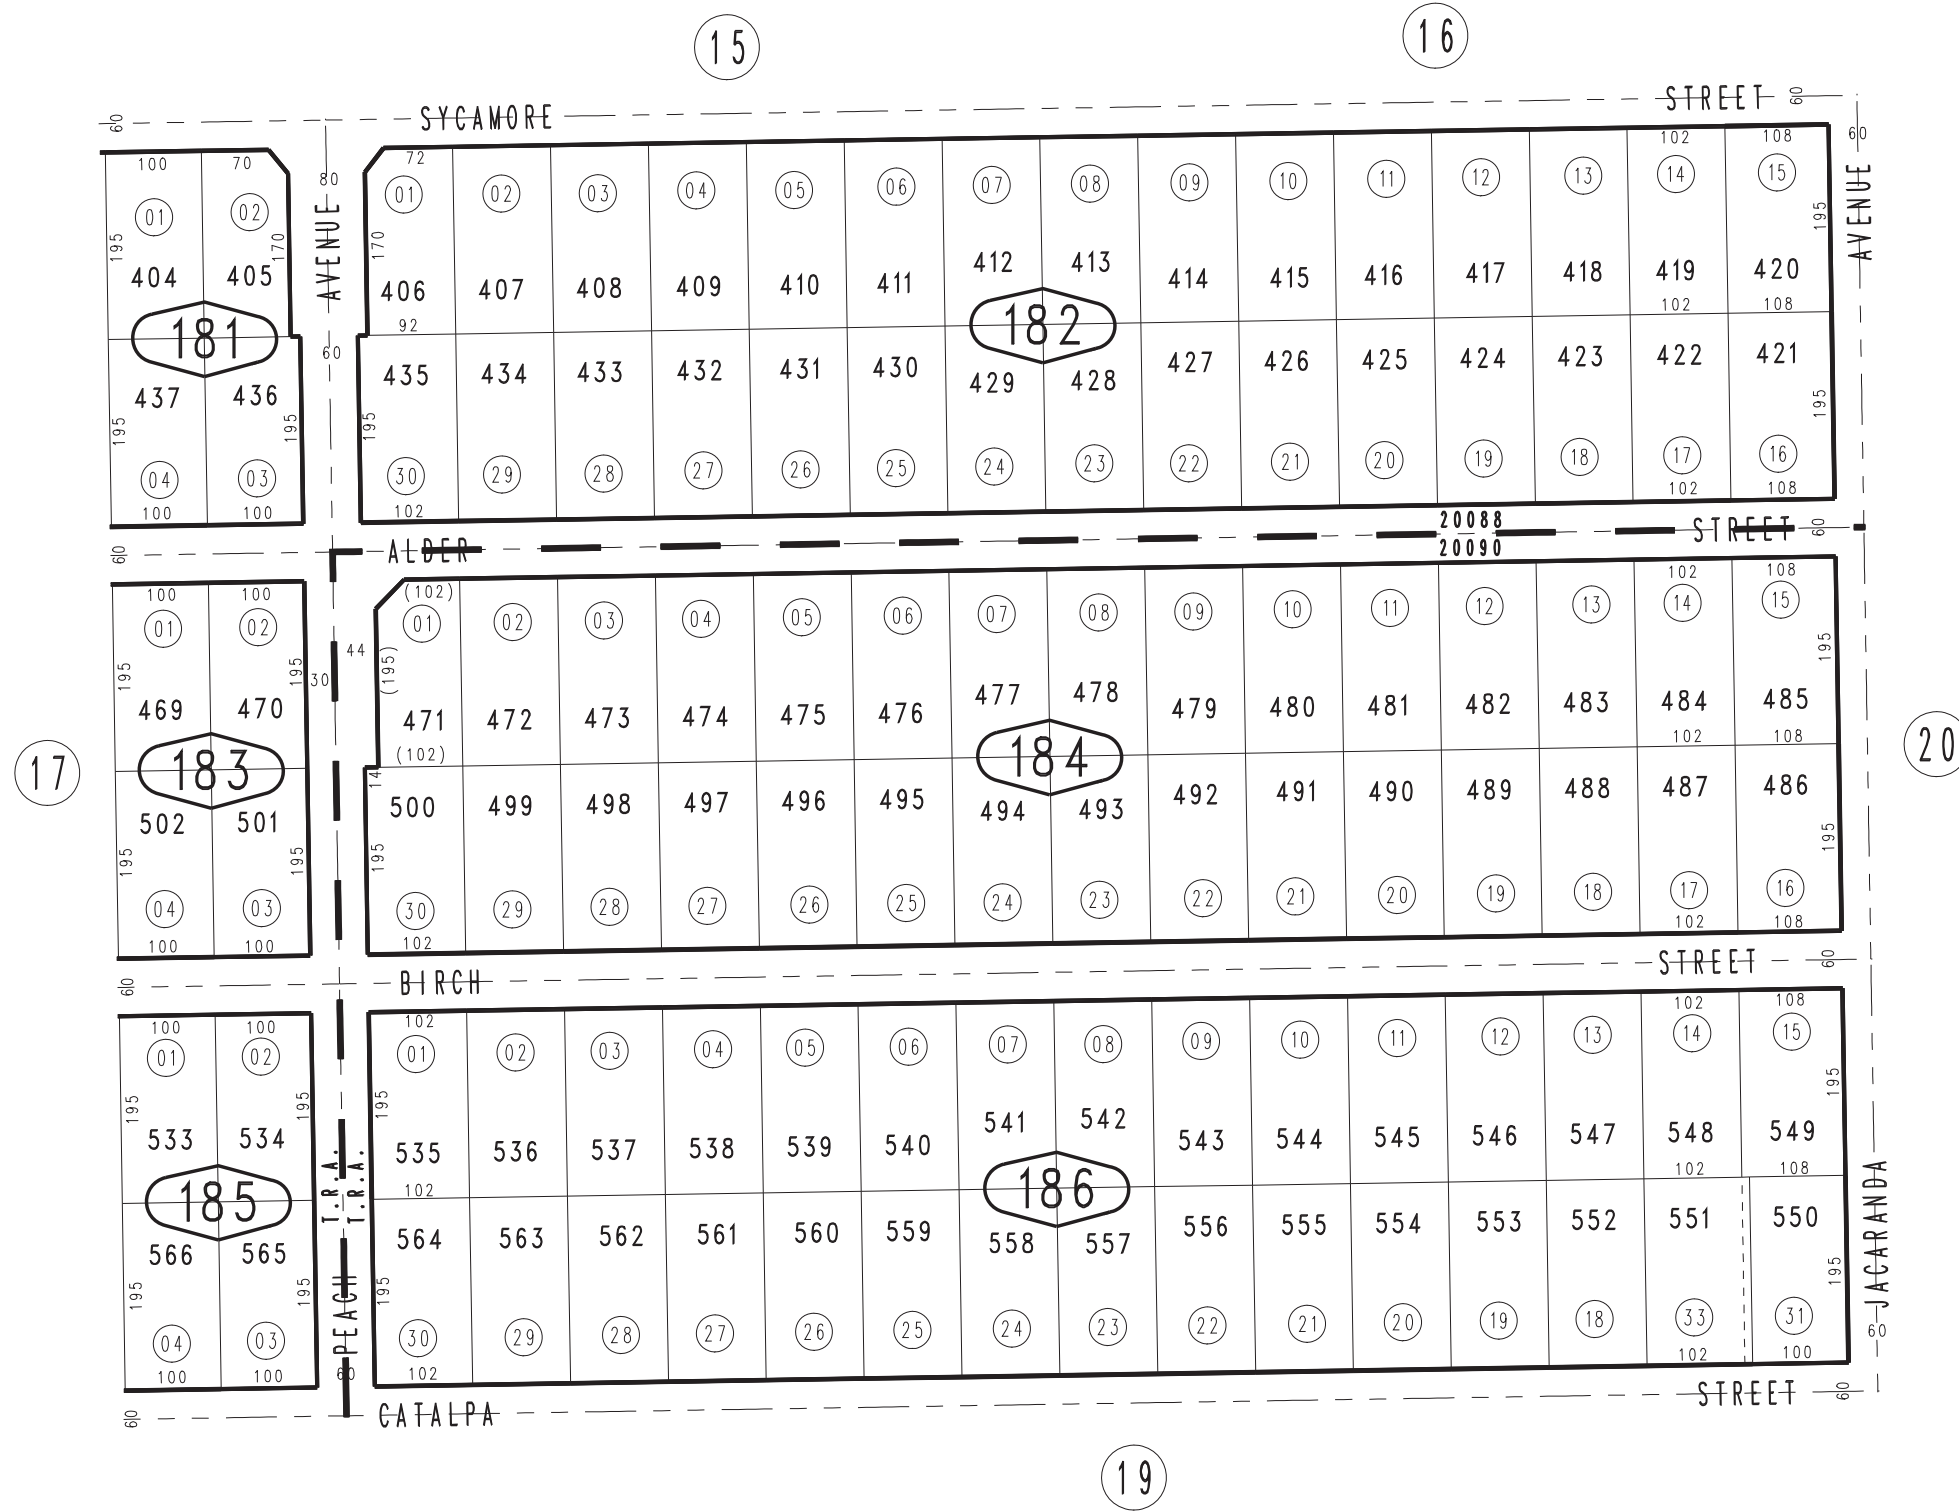 15
16
60 SYCAMORE STREET 60
100 70 72 102 108 60
80
01 02 01 02 03 04 05 06 07 08 09 10 11 12 13 14 15
195 170 AVENUE 170 195 AVENUE
404 405 406 407 408 409 410 411 412 413 414 415 416 417 418 419 420
92 102 108
181 182
60
437 436 435 434 433 432 431 430 429 428 427 426 425 424 423 422 421
195 195 195 195
04 03 30 29 28 27 26 25 24 23 22 21 20 19 18 17 16
100 100 102 102 108
20088
60 ALDER STREET 60
20090
100 100 (102) 102 108
01 02 01 02 03 04 05 06 07 08 09 10 11 12 13 14 15
195 195 30 44 (195) 195
469 470 471 472 473 474 475 476 477 478 479 480 481 482 483 484 485
(102) 102 108
17 183 184 20
14
502 501 500 499 498 497 496 495 494 493 492 491 490 489 488 487 486
195 195 195 195
04 03 30 29 28 27 26 25 24 23 22 21 20 19 18 17 16
100 100 102 102 108
60 BIRCH STREET 60
100 100 102 102 108
01 02 01 02 03 04 05 06 07 08 09 10 11 12 13 14 15
195 195 195 195
533 534 535 536 537 538 539 540 541 542 543 544 545 546 547 548 549
T.R.A. T.R.A.
102 102 108
185 186
566 565 564 563 562 561 560 559 558 557 556 555 554 553 552 551 550
195 195 PEACH 195 195 JACARANDA
04 03 30 29 28 27 26 25 24 23 22 21 20 19 18 33 31
60
100 100 60 102 102 100
60 CATALPA STREET 60
19